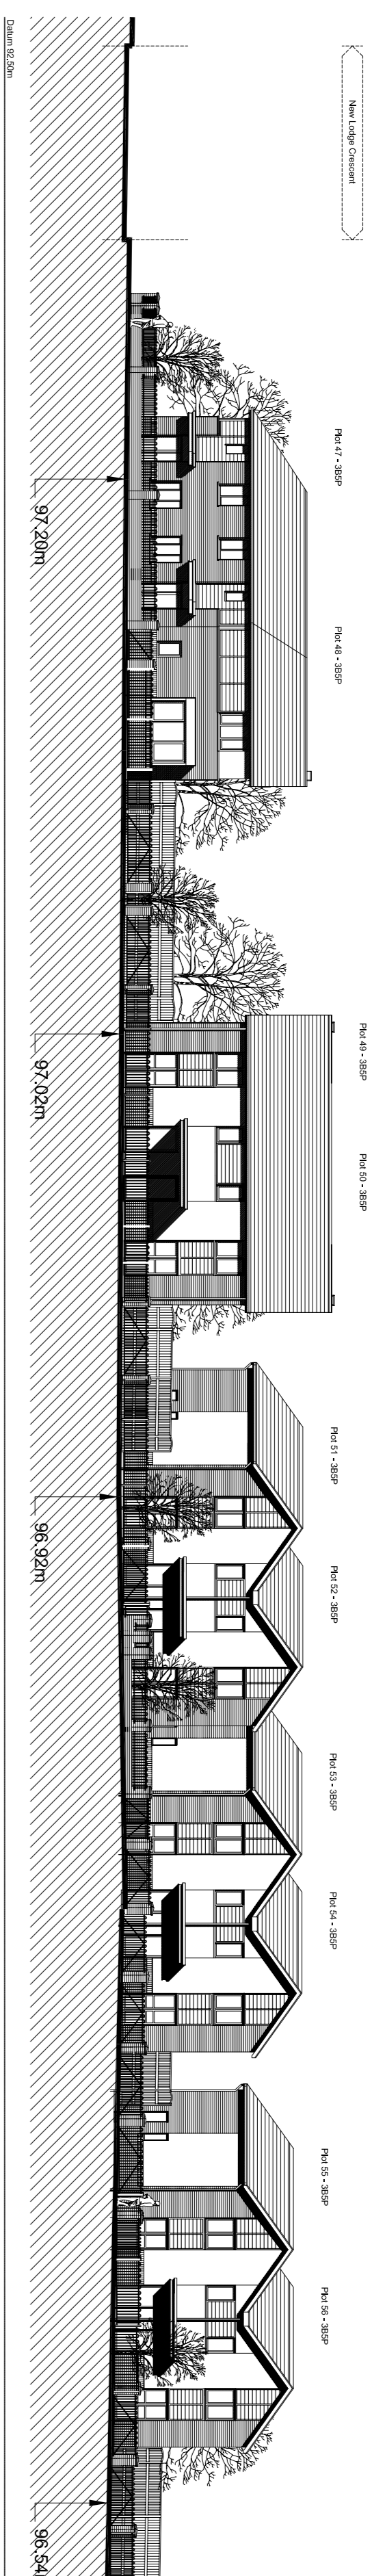 New Lodge Crescent
Plot 47 - 3B5P
Plot 48 - 3B5P
Plot 49 - 3B5P
Plot 50 - 3B5P
Plot 51 - 3B5P
Plot 52 - 3B5P
Plot 53 - 3B5P
Plot 54 - 3B5P
Plot 55 - 3B5P
Plot 56 - 3B5P
97.20m
97.02m
96.92m
96.54
Datum 92.50m